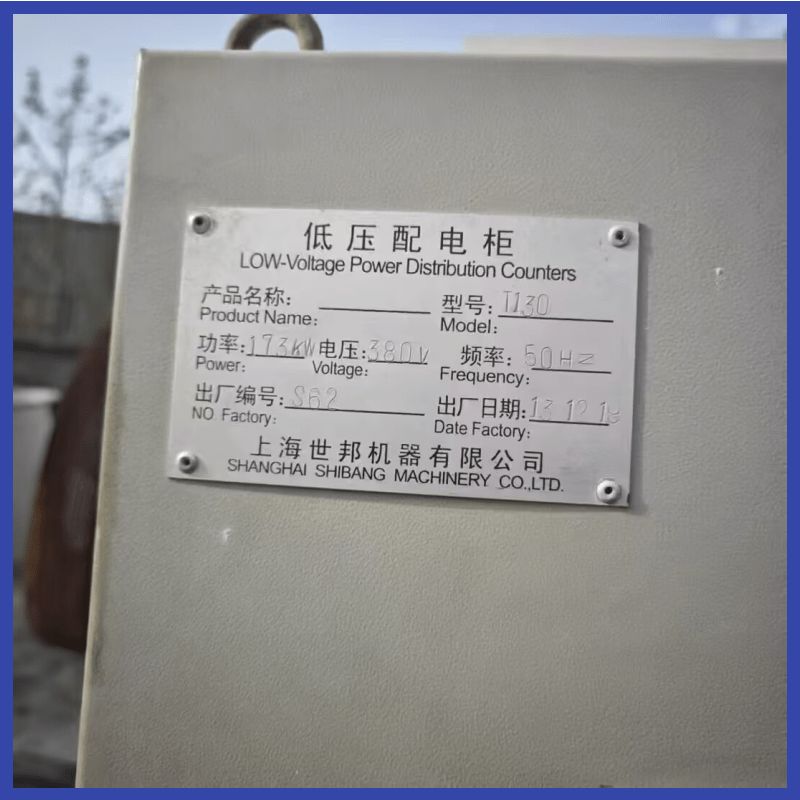 低压配电柜
LOW-Voltage Power Distribution Counters
产品名称: 型号: T130
Product Name: Model:
功率: 173KW 电压: 380V 频率: 50HZ
Power: Voltage: Frequency:
出厂编号: S62 出厂日期: 13
NO. Factory: Date Factory:
上海世邦机器有限公司
SHANGHAI SHIBANG MACHINERY CO.,LTD.